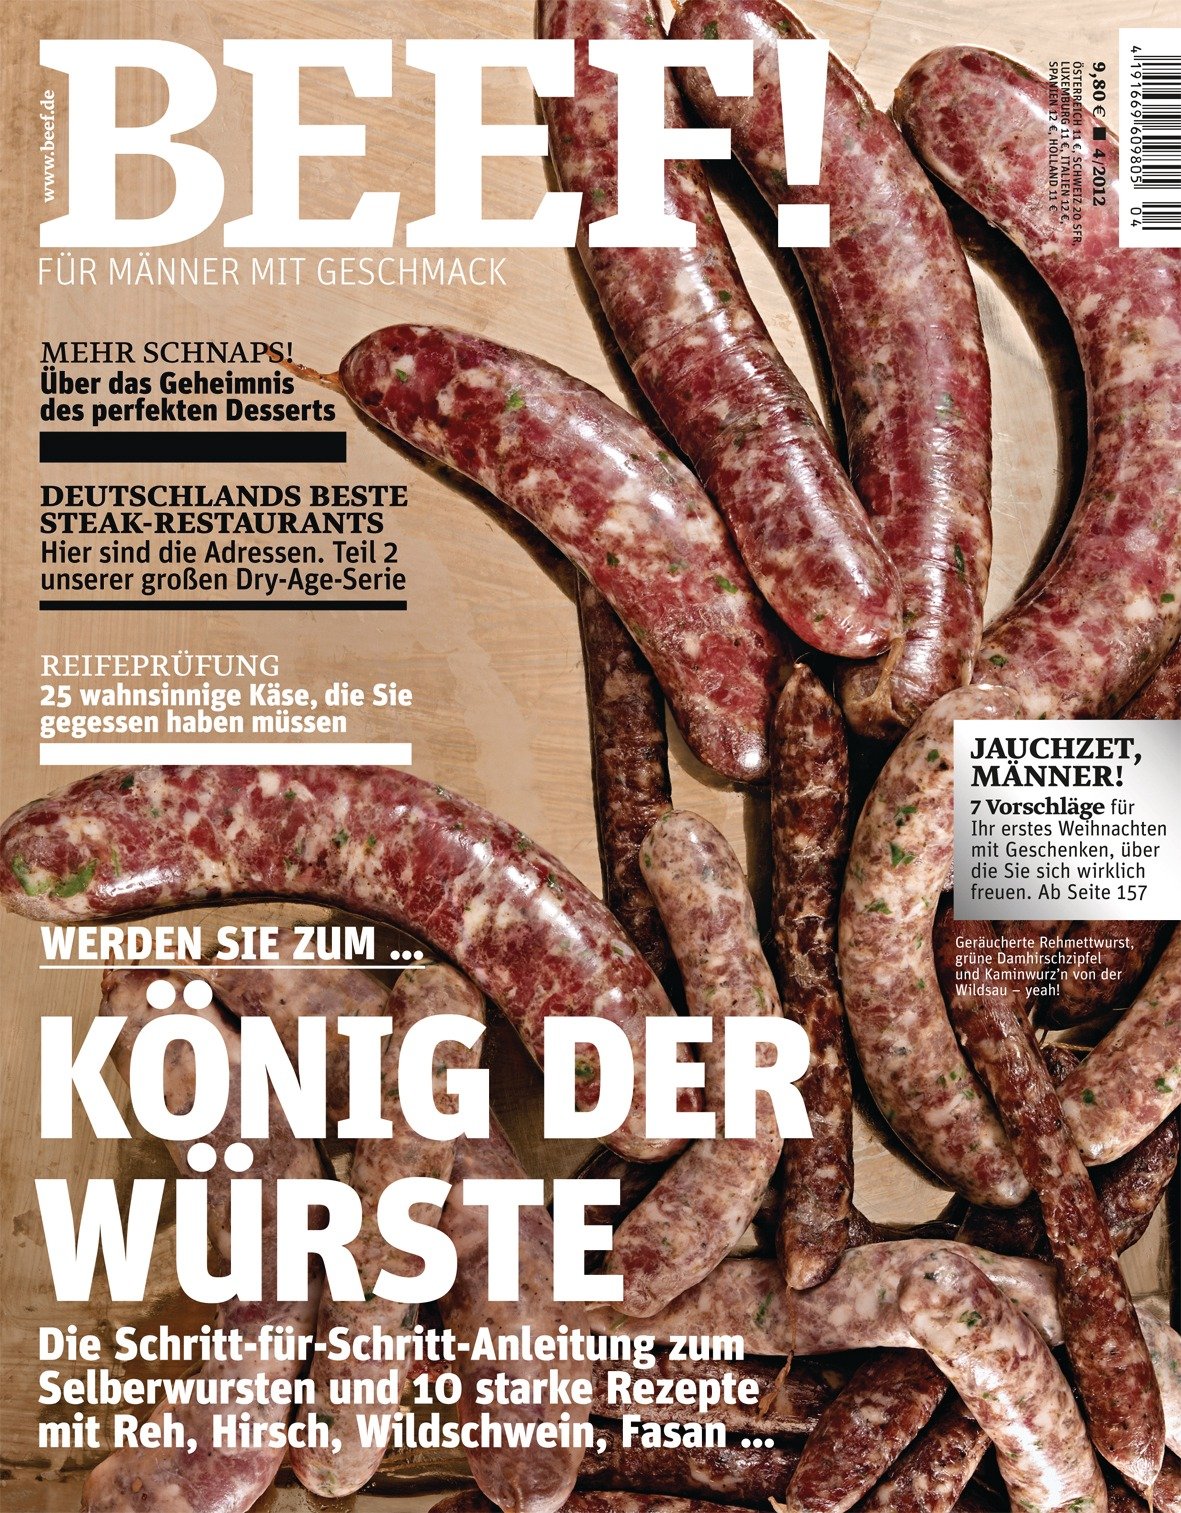 www.beef.de
BEEF!
FÜR MÄNNER MIT GESCHMACK
9,80 € ■ 4/2012
ÖSTERREICH 11 €, SCHWEIZ 20 SFR,
LUXEMBURG 11 €, ITALIEN 12 €,
SPANIEN 12 €, HOLLAND 11 €
4 191669 609805
04
MEHR SCHNAPS!
Über das Geheimnis
des perfekten Desserts
DEUTSCHLANDS BESTE
STEAK-RESTAURANTS
Hier sind die Adressen. Teil 2
unserer großen Dry-Age-Serie
REIFEPRÜFUNG
25 wahnsinnige Käse, die Sie
gegessen haben müssen
JAUCHZET,
MÄNNER!
7 Vorschläge für
Ihr erstes Weihnachten
mit Geschenken, über
die Sie sich wirklich
freuen. Ab Seite 157
Geräucherte Rehmettwurst,
grüne Damhirschzipfel
und Kaminwurz’n von der
Wildsau – yeah!
WERDEN SIE ZUM ...
KÖNIG DER
WÜRSTE
Die Schritt-für-Schritt-Anleitung zum
Selberwursten und 10 starke Rezepte
mit Reh, Hirsch, Wildschwein, Fasan ...